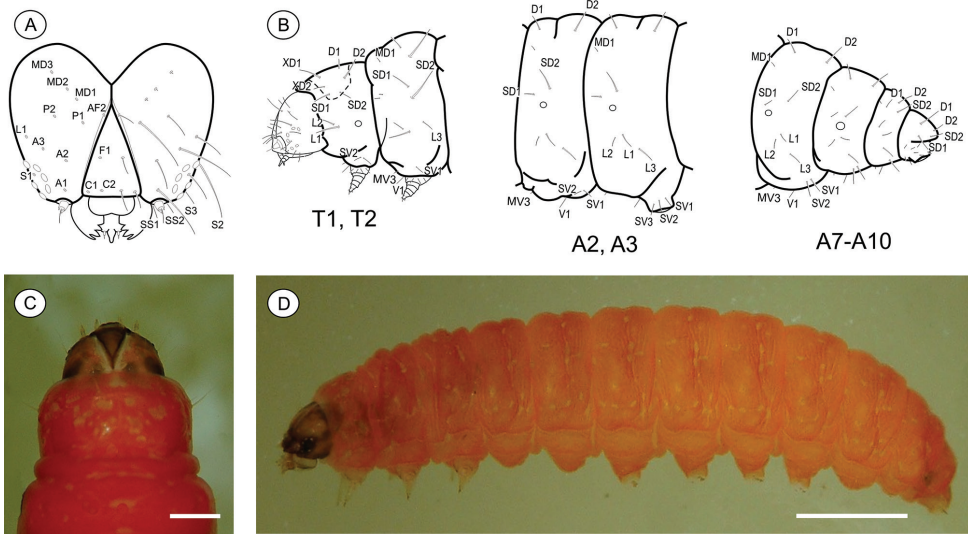 A
MD3
MD2
MD1
P2
P1
AF2
L1
A3
A2
F1
S1
A1
C1
C2
S3
SS1
SS2
S2
B
D1
D2
MD1
XD1
XD2
SD1
SD2
SD1
SD2
L2
L1
L3
SV2
SV1
MV3
V1
T1, T2
D1
D2
MD1
SD2
SD1
L2
L1
L3
SV2
MV3
SV1
V1
SV1
SV3
SV2
A2, A3
D1
MD1
D2
SD1
SD2
D1
D2
SD2
D1
D2
SD2
SD1
L1
L2
L3
SV1
MV3
V1
SV2
A7-A10
C
D